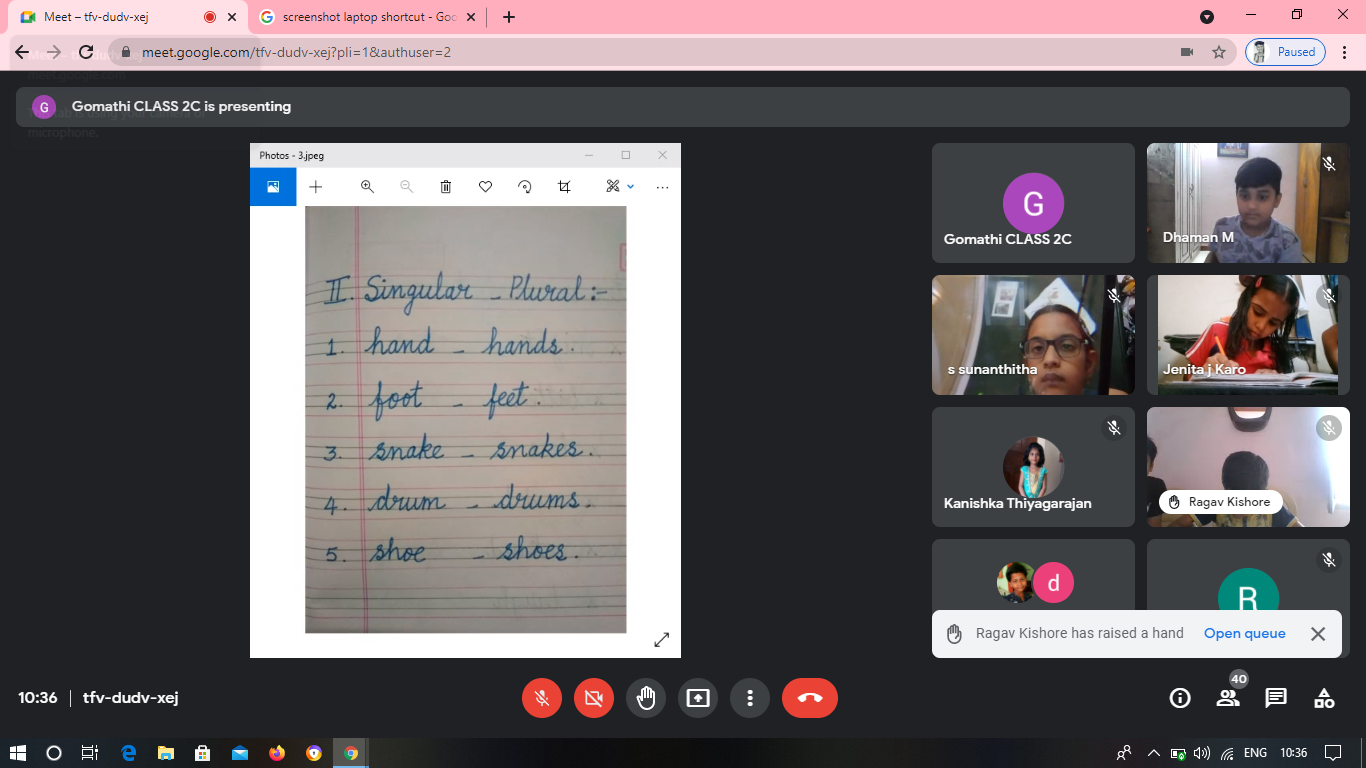 Meet – tfv-dudv-xej
screenshot laptop shortcut - Goo
meet.google.com/tfv-dudv-xej?pli=1&authuser=2
Paused
Gomathi CLASS 2C is presenting
microphone.
Photos - 3.jpeg
II. Singular - Plural :-
1. hand - hands.
2. foot - feet.
3. snake - snakes.
4. drum - drums.
5. shoe - shoes.
G
Gomathi CLASS 2C
Dhaman M
s sunanthitha
Jenita j Karo
Kanishka Thiyagarajan
Ragav Kishore
d
R
Ragav Kishore has raised a hand
Open queue
10:36 | tfv-dudv-xej
40
ENG
10:36